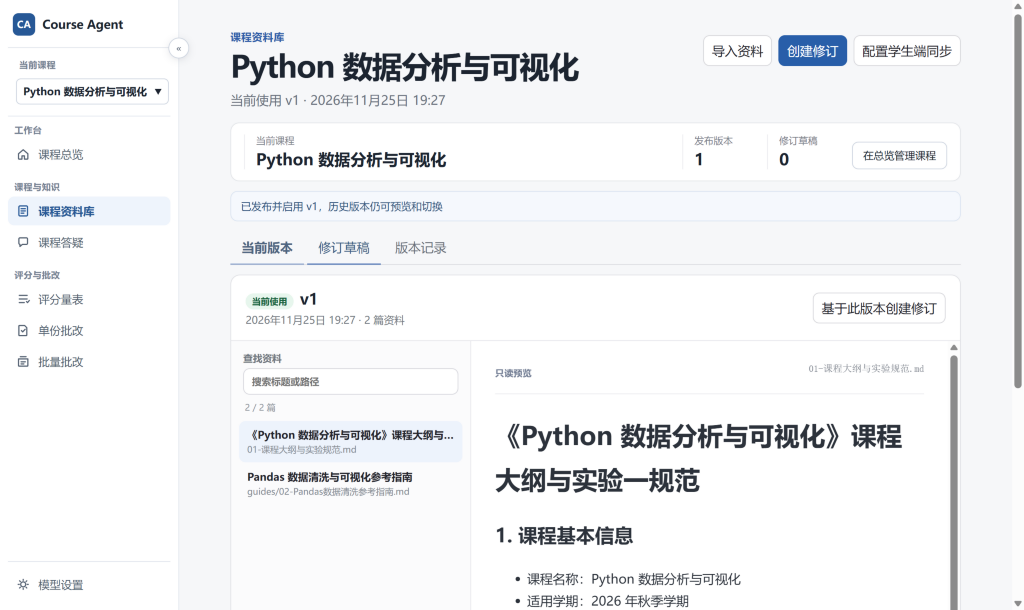 CA Course Agent
«
当前课程
Python 数据分析与可视化 ▼
工作台
课程总览
课程与知识
课程资料库
课程答疑
评分与批改
评分量表
单份批改
批量批改
模型设置
课程资料库
Python 数据分析与可视化
当前使用 v1 · 2026年11月25日 19:27
导入资料
创建修订
配置学生端同步
当前课程
Python 数据分析与可视化
发布版本
1
修订草稿
0
在总览管理课程
已发布并启用 v1，历史版本仍可预览和切换
当前版本
修订草稿
版本记录
当前使用 v1
2026年11月25日 19:27 · 2 篇资料
基于此版本创建修订
查找资料
搜索标题或路径
2 / 2 篇
《Python 数据分析与可视化》课程大纲与...
01-课程大纲与实验规范.md
Pandas 数据清洗与可视化参考指南
guides/02-Pandas数据清洗参考指南.md
只读预览
01-课程大纲与实验规范.md
《Python 数据分析与可视化》课程
大纲与实验一规范
1. 课程基本信息
• 课程名称：Python 数据分析与可视化
• 适用学期：2026 年秋季学期